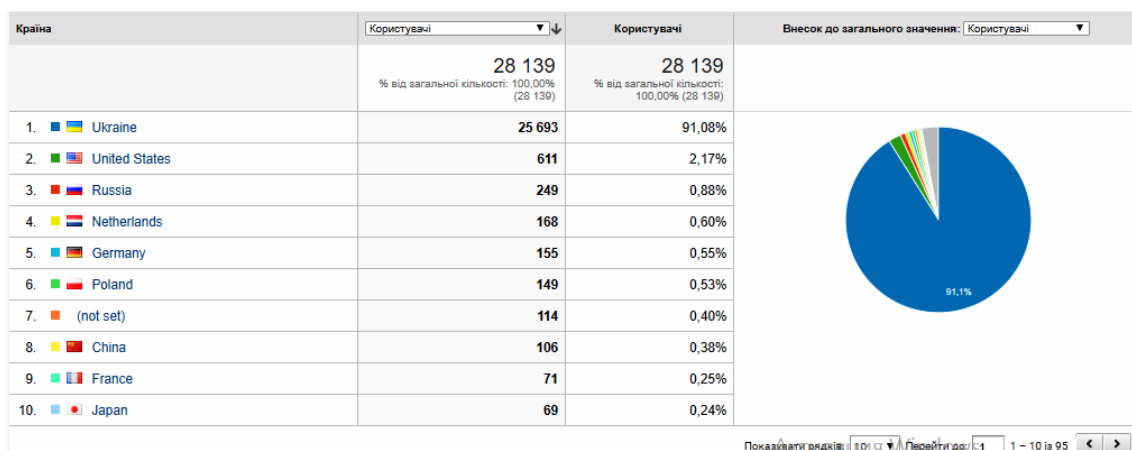 Країна Користувачі Користувачі Внесок до загального значення: Користувачі
28 139 28 139
% від загальної кількості: 100,00% % від загальної кількості:
(28 139) 100,00% (28 139)
1. Ukraine 25 693 91,08%
2. United States 611 2,17%
3. Russia 249 0,88%
4. Netherlands 168 0,60%
5. Germany 155 0,55%
6. Poland 149 0,53%
7. (not set) 114 0,40%
8. China 106 0,38%
9. France 71 0,25%
10. Japan 69 0,24%
91,1%
Показувати рядків: 10 Перейти до: 1 1 – 10 із 95